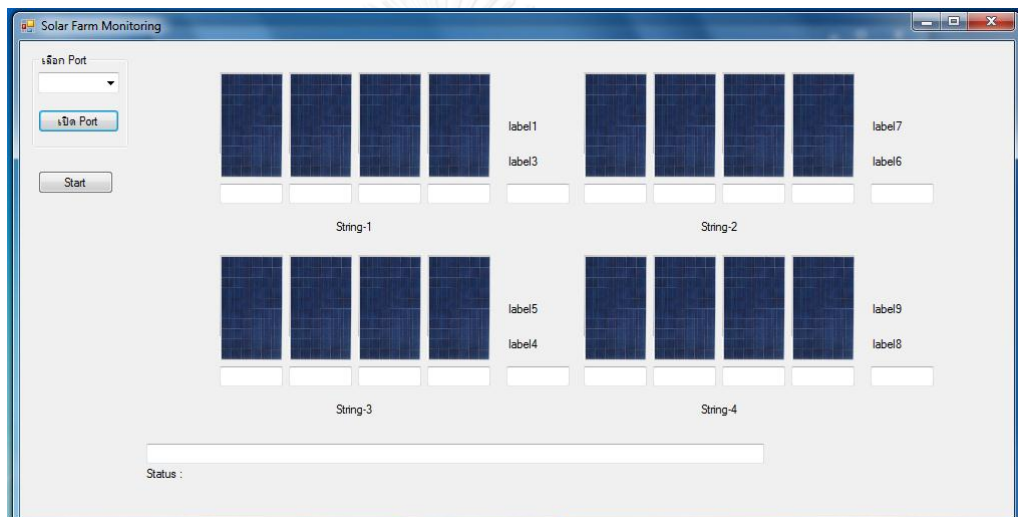 Solar Farm Monitoring
เลือก Port
เปิด Port
Start
label1
label3
String-1
label7
label6
String-2
label5
label4
String-3
label9
label8
String-4
Status :